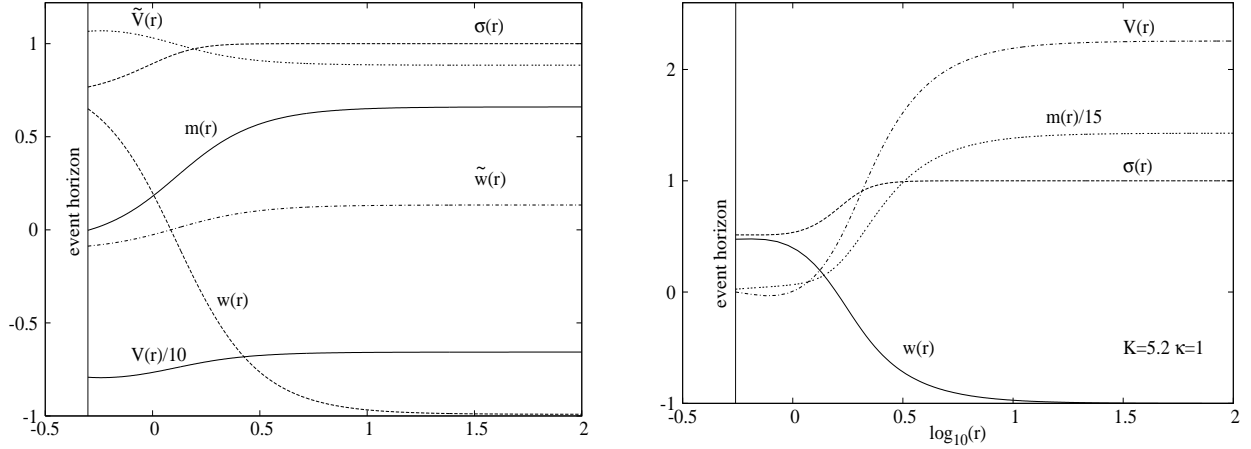 Ṽ(r)
σ(r)
m(r)
w̃(r)
w(r)
V(r)/10
event horizon
1
0.5
0
-0.5
-1
-0.5
0
0.5
1
1.5
2
V(r)
m(r)/15
σ(r)
w(r)
K=5.2 κ=1
event horizon
2
1
0
-1
-0.5
0
0.5
1
1.5
2
log10(r)